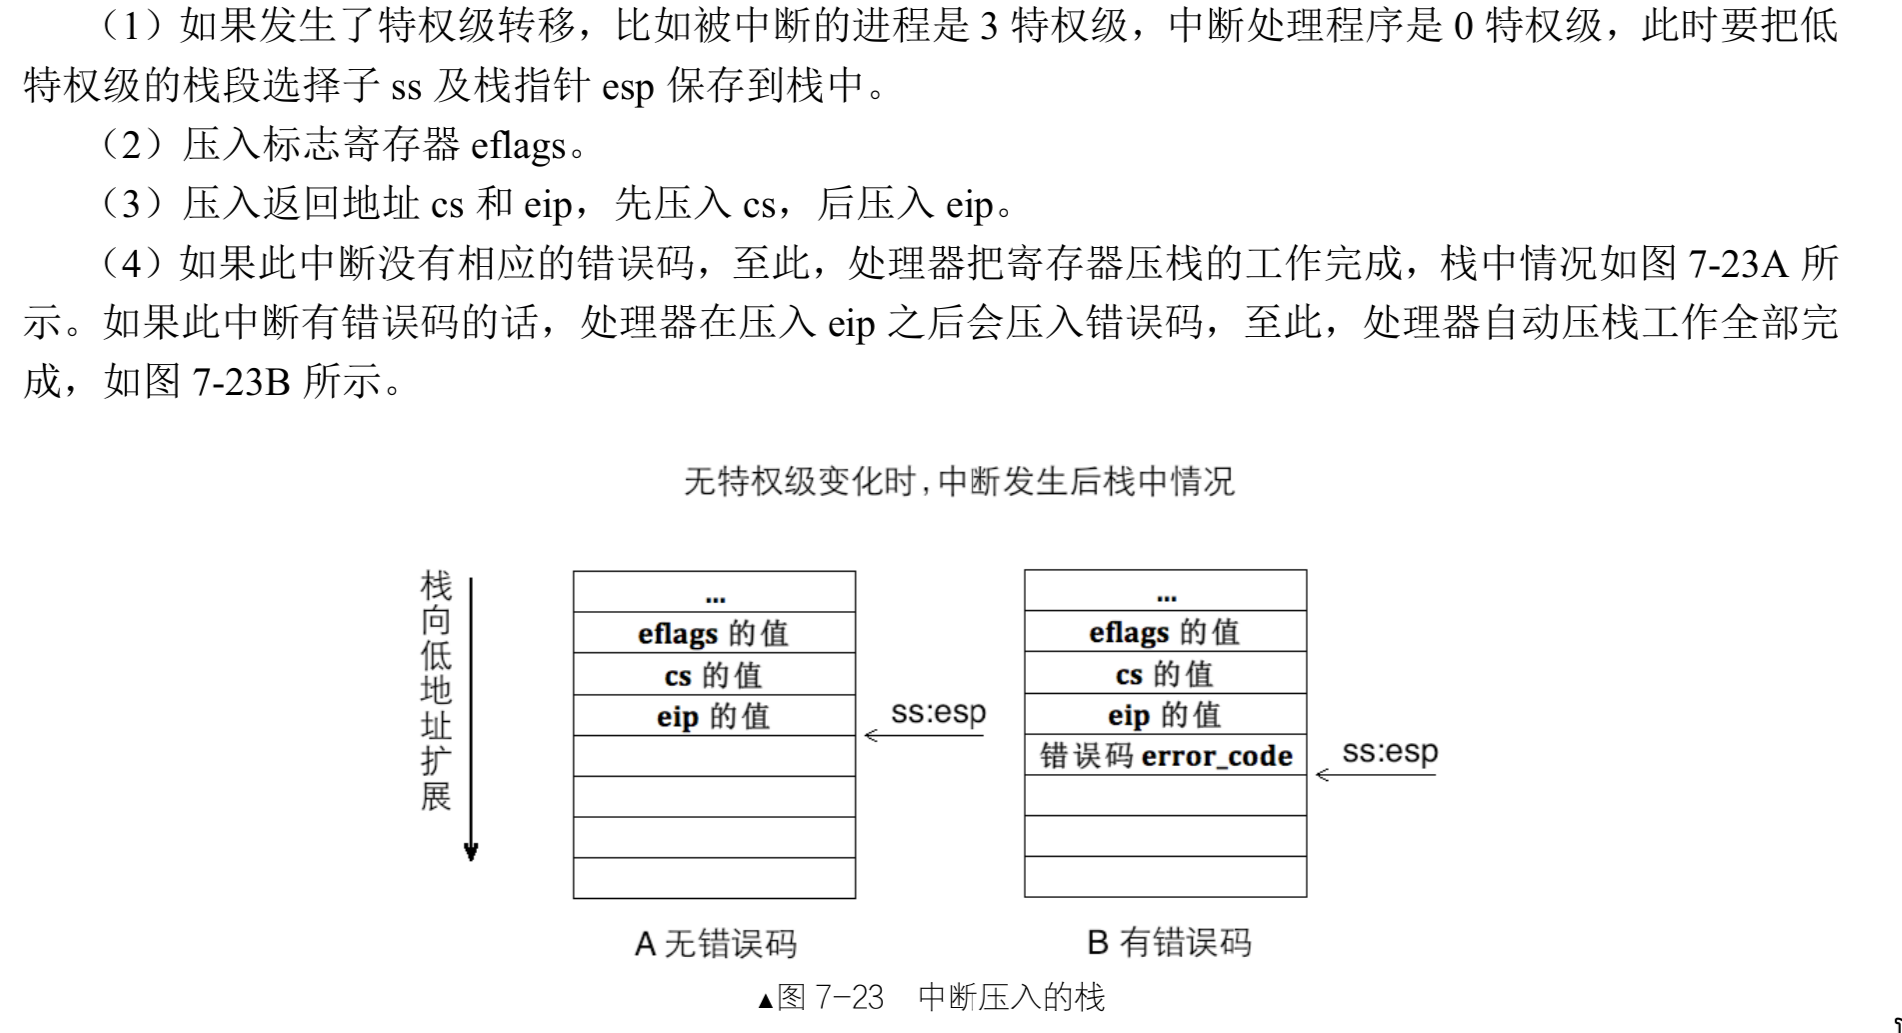 （1）如果发生了特权级转移，比如被中断的进程是 3 特权级，中断处理程序是 0 特权级，此时要把低
特权级的栈段选择子 ss 及栈指针 esp 保存到栈中。
（2）压入标志寄存器 eflags。
（3）压入返回地址 cs 和 eip，先压入 cs，后压入 eip。
（4）如果此中断没有相应的错误码，至此，处理器把寄存器压栈的工作完成，栈中情况如图 7-23A 所
示。如果此中断有错误码的话，处理器在压入 eip 之后会压入错误码，至此，处理器自动压栈工作全部完
成，如图 7-23B 所示。
无特权级变化时,中断发生后栈中情况
栈向低地址扩展
...
eflags 的值
cs 的值
eip 的值
ss:esp
A 无错误码
...
eflags 的值
cs 的值
eip 的值
错误码 error_code
ss:esp
B 有错误码
▲图 7-23 中断压入的栈